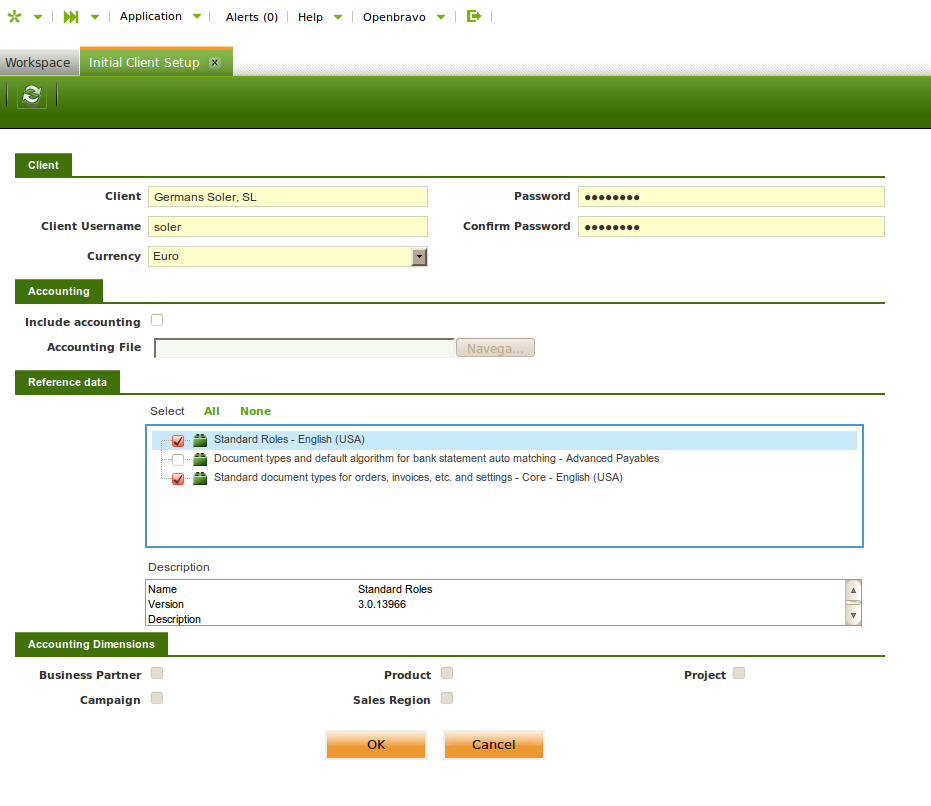 Application Alerts (0) Help Openbravo
Workspace Initial Client Setup x
Client
Client Germans Soler, SL Password ●●●●●●●●
Client Username soler Confirm Password ●●●●●●●●
Currency Euro
Accounting
Include accounting
Accounting File Navega...
Reference data
Select All None
Standard Roles - English (USA)
Document types and default algorithm for bank statement auto matching - Advanced Payables
Standard document types for orders, invoices, etc. and settings - Core - English (USA)
Description
Name Standard Roles
Version 3.0.13966
Description
Accounting Dimensions
Business Partner Product Project
Campaign Sales Region
OK Cancel